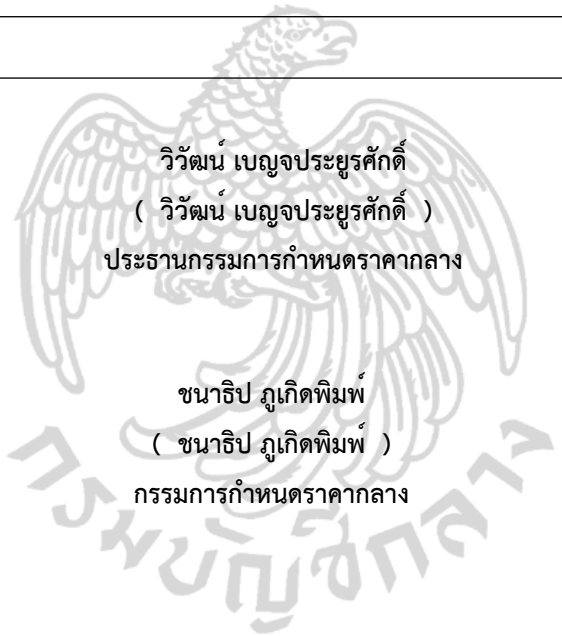 วิวัฒน์ เบญจประยูรศักดิ์
( วิวัฒน์ เบญจประยูรศักดิ์ )
ประธานกรรมการกำหนดราคากลาง
ชนาธิป ภูเกิดพิมพ์
( ชนาธิป ภูเกิดพิมพ์ )
กรรมการกำหนดราคากลาง
กรมบัญชีกลาง